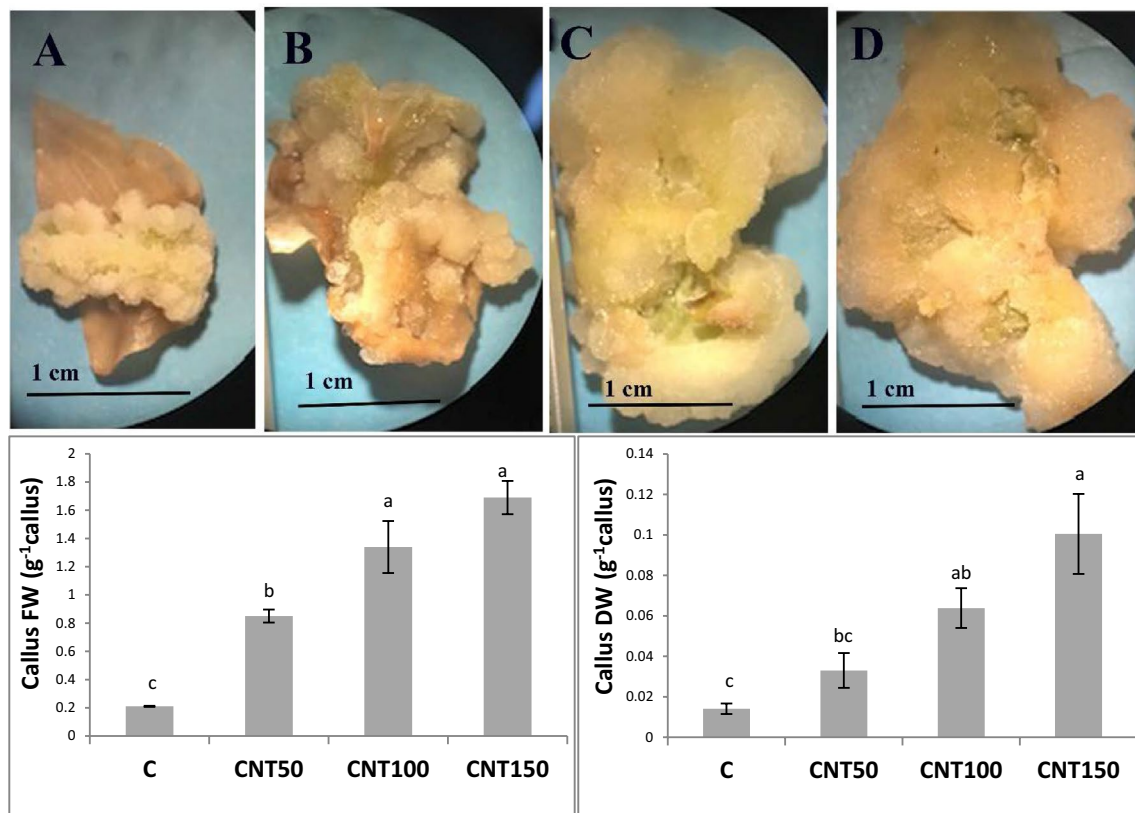 A
B
C
D
1 cm
1 cm
1 cm
1 cm
Callus FW (g⁻¹callus)
2
1.8
1.6
1.4
1.2
1
0.8
0.6
0.4
0.2
0
c
b
a
a
C
CNT50
CNT100
CNT150
Callus DW (g⁻¹callus)
0.14
0.12
0.1
0.08
0.06
0.04
0.02
0
c
bc
ab
a
C
CNT50
CNT100
CNT150